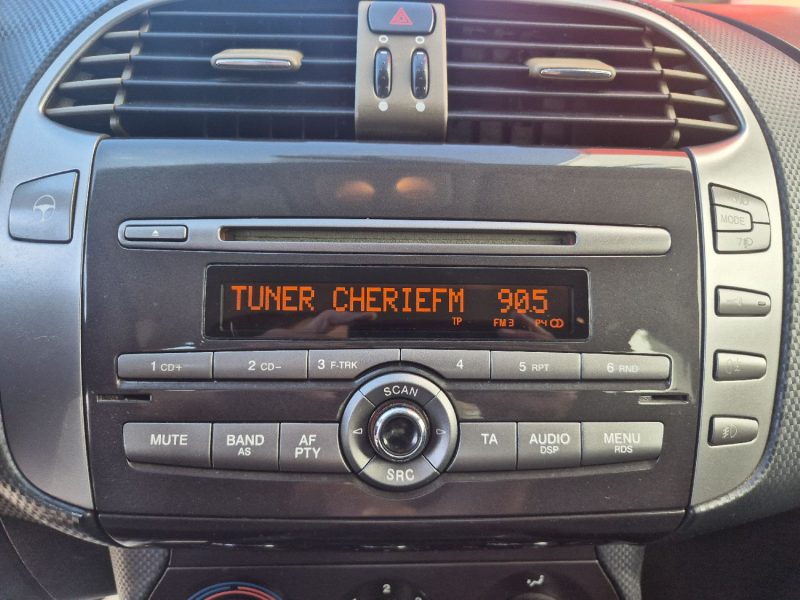 MODE
TUNER CHERIEFM 90.5
TP FM3 P4
1 CD+ 2 CD- 3 F-TRK 4 5 RPT 6 RND
SCAN
MUTE BAND AS AF PTY TA AUDIO DSP MENU RDS
SRC
2